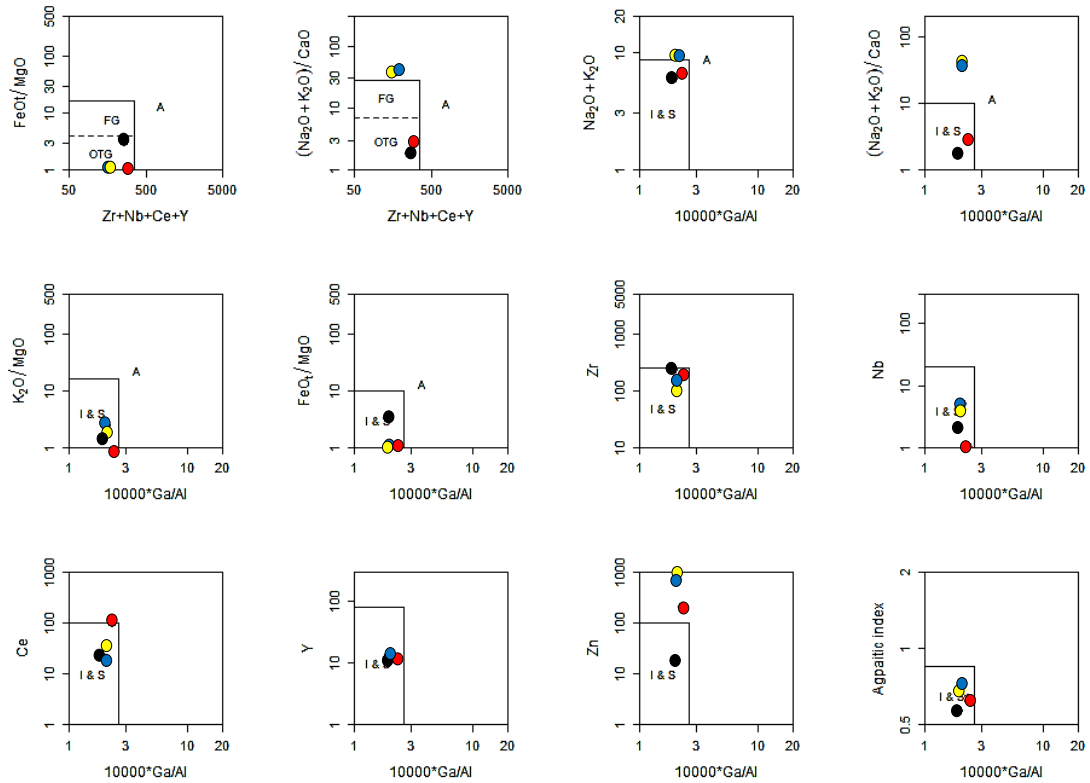 FeOt/MgO
500
100
30
10
3
1
A
FG
OTG
50
500
5000
Zr+Nb+Ce+Y
(Na₂O+K₂O)/CaO
500
100
30
10
3
1
A
FG
OTG
50
500
5000
Zr+Nb+Ce+Y
Na₂O+K₂O
20
10
3
1
A
I & S
1
3
10
20
10000*Ga/Al
(Na₂O+K₂O)/CaO
100
10
1
A
I & S
1
3
10
20
10000*Ga/Al
K₂O/MgO
500
100
10
1
A
I & S
1
3
10
20
10000*Ga/Al
FeOₜ/MgO
500
100
10
1
A
I & S
1
3
10
20
10000*Ga/Al
Zr
5000
1000
100
10
I & S
1
3
10
20
10000*Ga/Al
Nb
100
10
1
I & S
1
3
10
20
10000*Ga/Al
Ce
1000
100
10
1
I & S
1
3
10
20
10000*Ga/Al
Y
100
10
1
I & S
1
3
10
20
10000*Ga/Al
Zn
1000
100
10
1
I & S
1
3
10
20
10000*Ga/Al
Agpaitic index
2
1
0.5
I & S
1
3
10
20
10000*Ga/Al